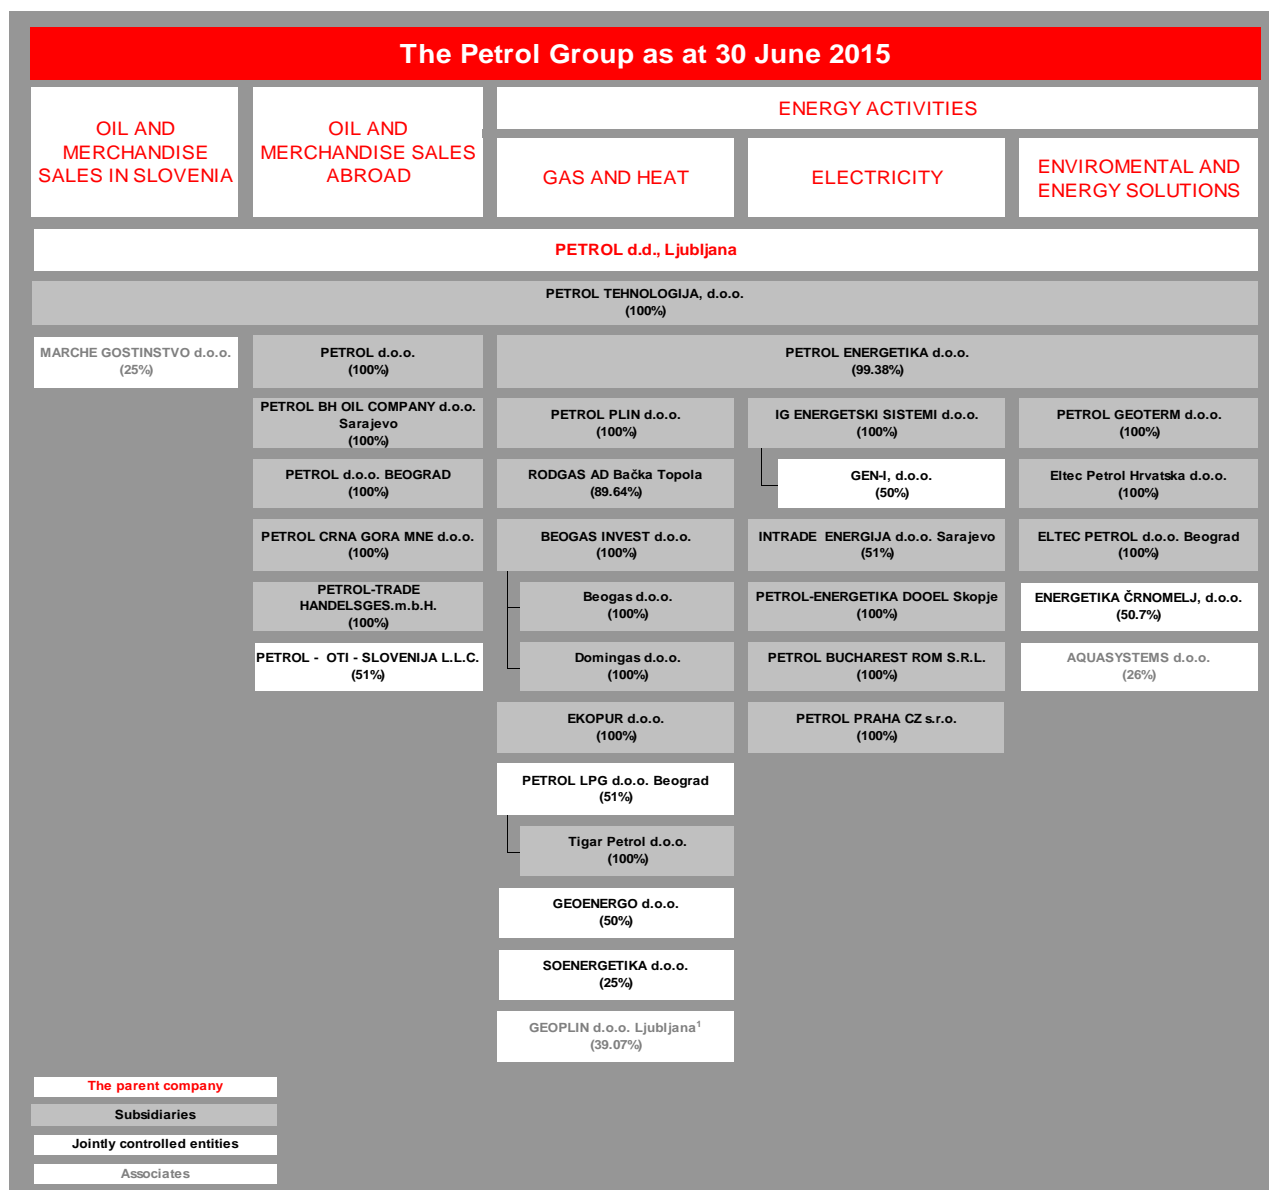 The Petrol Group as at 30 June 2015
OIL AND
MERCHANDISE
SALES IN SLOVENIA
OIL AND
MERCHANDISE SALES
ABROAD
ENERGY ACTIVITIES
GAS AND HEAT
ELECTRICITY
ENVIROMENTAL AND
ENERGY SOLUTIONS
PETROL d.d., Ljubljana
PETROL TEHNOLOGIJA, d.o.o.
(100%)
MARCHE GOSTINSTVO d.o.o.
(25%)
PETROL d.o.o.
(100%)
PETROL BH OIL COMPANY d.o.o.
Sarajevo
(100%)
PETROL d.o.o. BEOGRAD
(100%)
PETROL CRNA GORA MNE d.o.o.
(100%)
PETROL-TRADE
HANDELSGES.m.b.H.
(100%)
PETROL - OTI - SLOVENIJA L.L.C.
(51%)
PETROL ENERGETIKA d.o.o.
(99.38%)
PETROL PLIN d.o.o.
(100%)
RODGAS AD Bačka Topola
(89.64%)
BEOGAS INVEST d.o.o.
(100%)
Beogas d.o.o.
(100%)
Domingas d.o.o.
(100%)
EKOPUR d.o.o.
(100%)
PETROL LPG d.o.o. Beograd
(51%)
Tigar Petrol d.o.o.
(100%)
GEOENERGO d.o.o.
(50%)
SOENERGETIKA d.o.o.
(25%)
GEOPLIN d.o.o. Ljubljana¹
(39.07%)
IG ENERGETSKI SISTEMI d.o.o.
(100%)
GEN-I, d.o.o.
(50%)
INTRADE ENERGIJA d.o.o. Sarajevo
(51%)
PETROL-ENERGETIKA DOOEL Skopje
(100%)
PETROL BUCHAREST ROM S.R.L.
(100%)
PETROL PRAHA CZ s.r.o.
(100%)
PETROL GEOTERM d.o.o.
(100%)
Eltec Petrol Hrvatska d.o.o.
(100%)
ELTEC PETROL d.o.o. Beograd
(100%)
ENERGETIKA ČRNOMELJ, d.o.o.
(50.7%)
AQUASYSTEMS d.o.o.
(26%)
The parent company
Subsidiaries
Jointly controlled entities
Associates